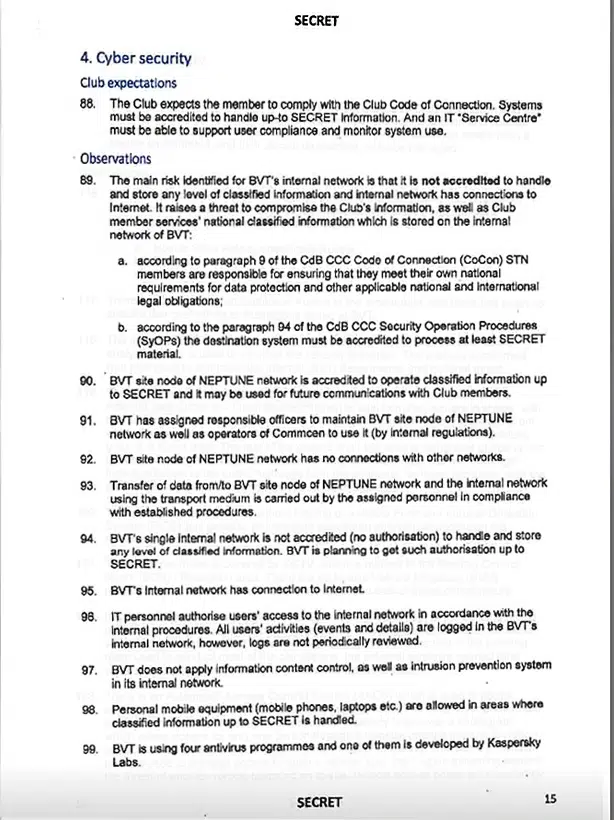 SECRET
4. Cyber security
Club expectations
88. The Club expects the member to comply with the Club Code of Connection. Systems
must be accredited to handle up-to SECRET Information. And an IT "Service Centre"
must be able to support user compliance and monitor system use.
Observations
89. The main risk identified for BVT's internal network is that it is not accredited to handle
and store any level of classified information and internal network has connections to
Internet. It raises a threat to compromise the Club's information, as well as Club
member services' national classified information which is stored on the internal
network of BVT:
a. according to paragraph 9 of the CdB CCC Code of Connection (CoCon) STN
members are responsible for ensuring that they meet their own national
requirements for data protection and other applicable national and international
legal obligations;
b. according to the paragraph 94 of the CdB CCC Security Operation Procedures
(SyOPs) the destination system must be accredited to process at least SECRET
material.
90. BVT site node of NEPTUNE network is accredited to operate classified information up
to SECRET and it may be used for future communications with Club members.
91. BVT has assigned responsible officers to maintain BVT site node of NEPTUNE
network as well as operators of Commcen to use it (by internal regulations).
92. BVT site node of NEPTUNE network has no connections with other networks.
93. Transfer of data from/to BVT site node of NEPTUNE network and the internal network
using the transport medium is carried out by the assigned personnel in compliance
with established procedures.
94. BVT's single internal network is not accredited (no authorisation) to handle and store
any level of classified information. BVT is planning to get such authorisation up to
SECRET.
95. BVT's Internal network has connection to Internet.
96. IT personnel authorise users' access to the internal network in accordance with the
internal procedures. All users' activities (events and details) are logged in the BVT's
internal network, however, logs are not periodically reviewed.
97. BVT does not apply information content control, as well as intrusion prevention system
in its internal network.
98. Personal mobile equipment (mobile phones, laptops etc.) are allowed in areas where
classified information up to SECRET is handled.
99. BVT is using four antivirus programmes and one of them is developed by Kaspersky
Labs.
SECRET
15